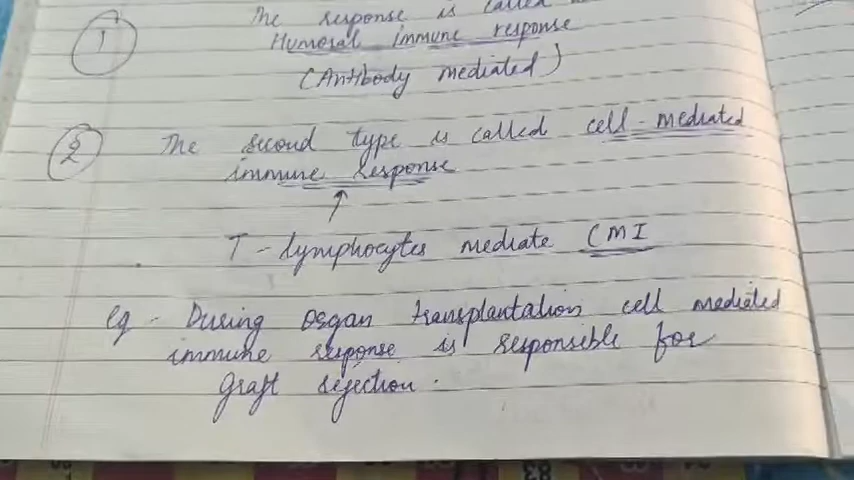 1 The response is called
Humoral immune response
(Antibody mediated)
2 The second type is called cell-mediated
immune response
↑
T-lymphocytes mediate CMI
eg - During organ transplantation cell mediated
immune response is responsible for
graft rejection.
83